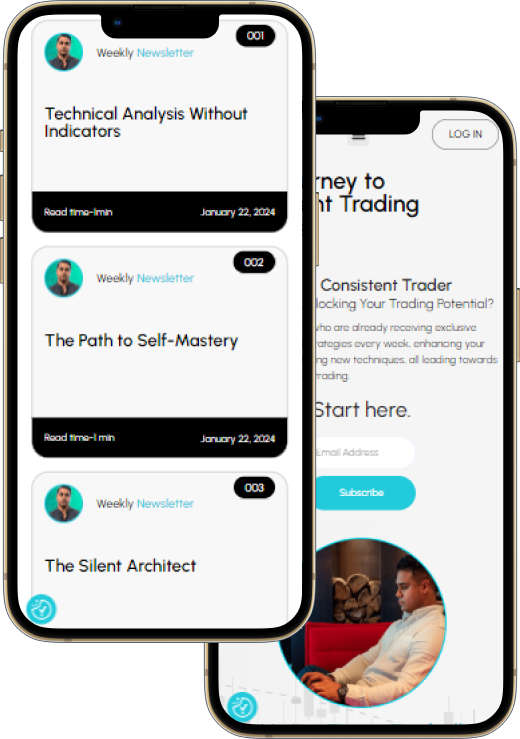 001
Weekly Newsletter
Technical Analysis Without
Indicators
Read time-1min
January 22, 2024
002
Weekly Newsletter
The Path to Self-Mastery
Read time-1 min
January 22, 2024
003
Weekly Newsletter
The Silent Architect
LOG IN
rney to
nt Trading
Consistent Trader
locking Your Trading Potential?
who are already receiving exclusive
rategies every week, enhancing your
ng new techniques, all leading towards
trading.
Start here.
Email Address
Subscribe